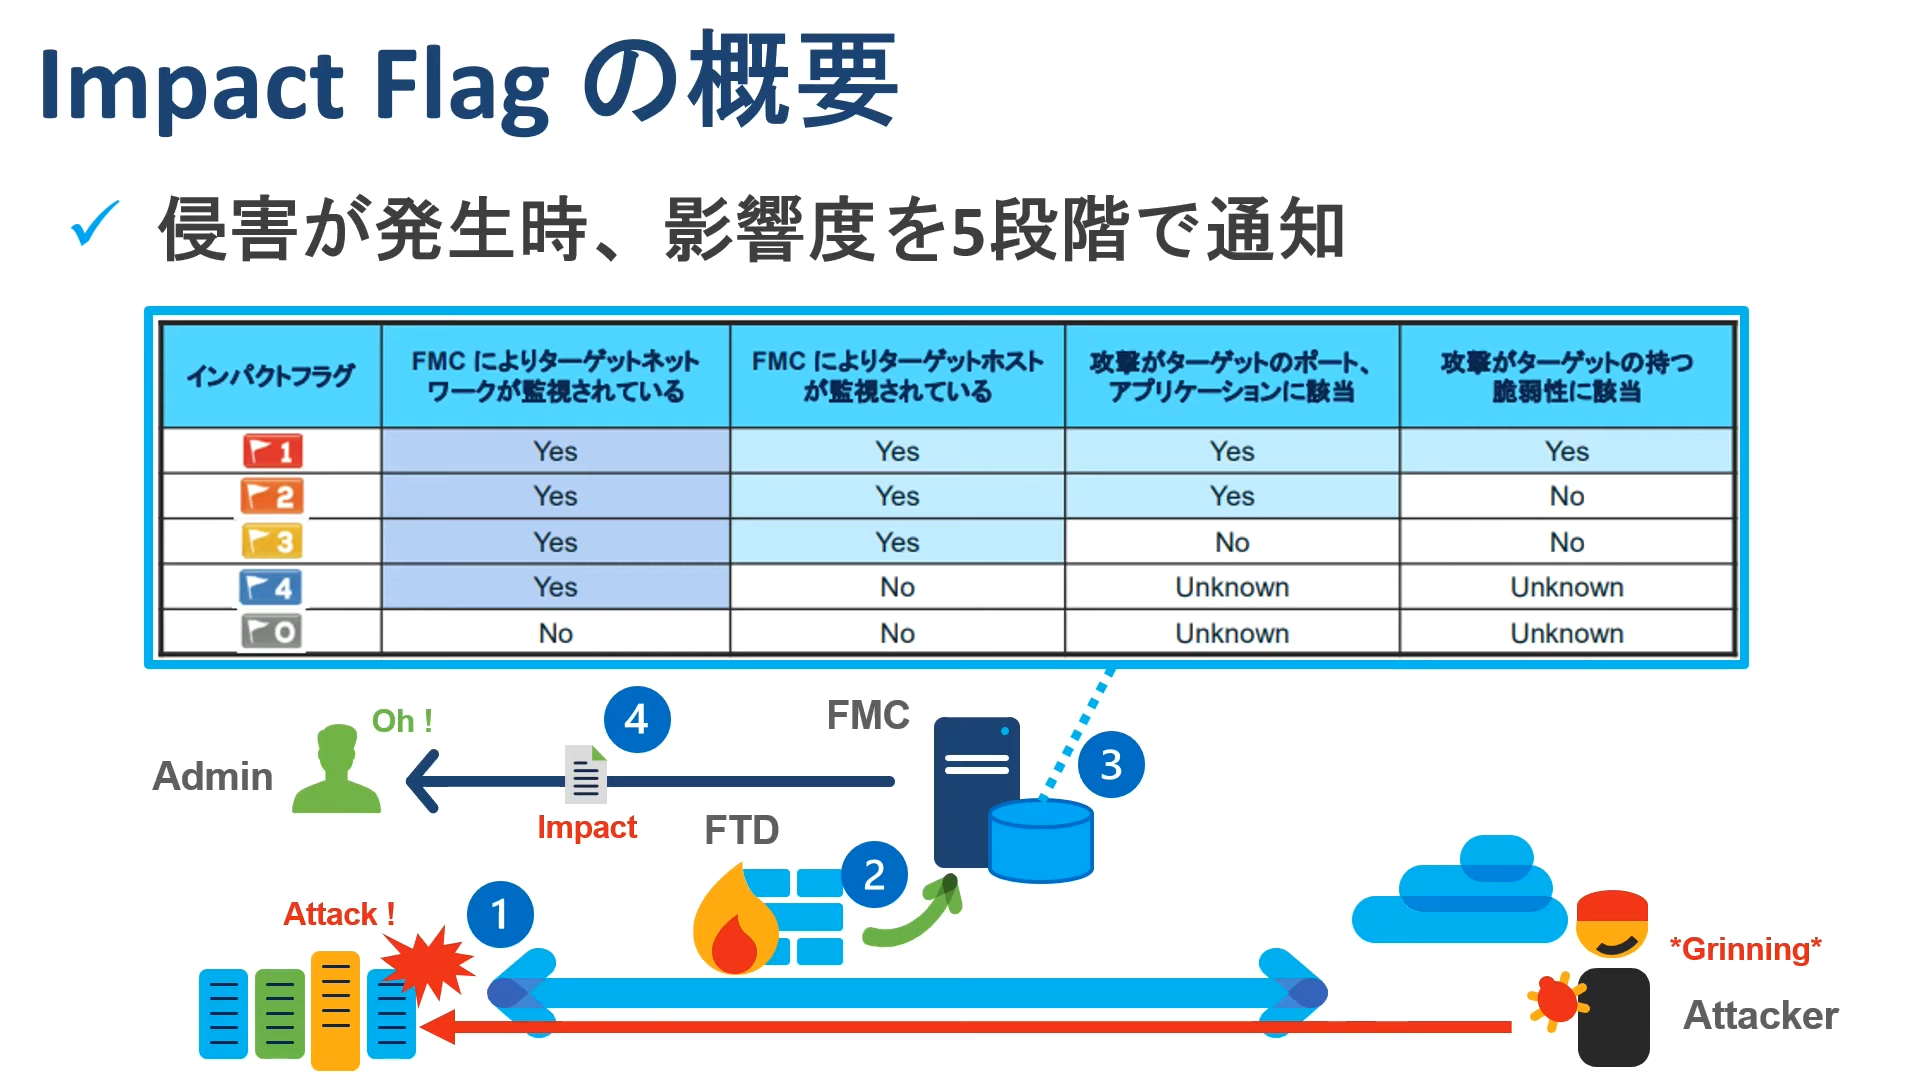 Impact Flag の概要
✓ 侵害が発生時、影響度を5段階で通知
インパクトフラグ
FMC によりターゲットネット
ワークが監視されている
FMC によりターゲットホスト
が監視されている
攻撃がターゲットのポート、
アプリケーションに該当
攻撃がターゲットの持つ
脆弱性に該当
1 Yes Yes Yes Yes
2 Yes Yes Yes No
3 Yes Yes No No
4 Yes No Unknown Unknown
0 No No Unknown Unknown
Oh !
4
FMC
Admin
3
Impact
FTD
2
Attack !
1
*Grinning*
Attacker